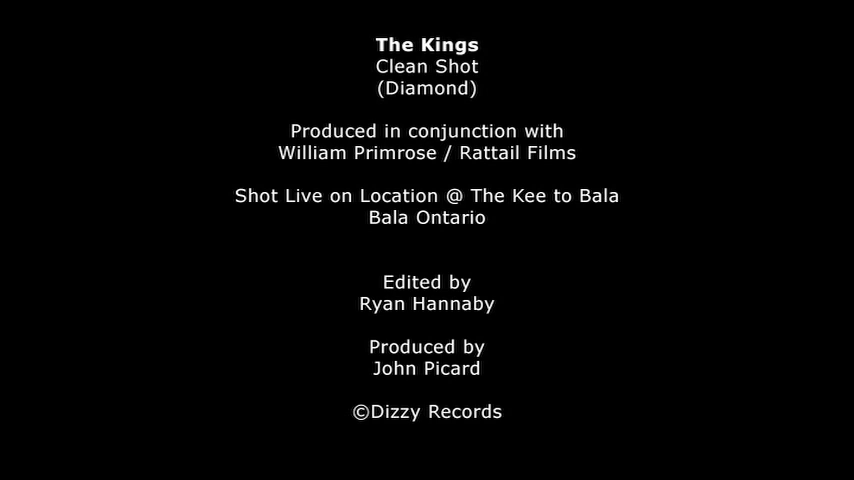 The Kings
Clean Shot
(Diamond)
Produced in conjunction with
William Primrose / Rattail Films
Shot Live on Location @ The Kee to Bala
Bala Ontario
Edited by
Ryan Hannaby
Produced by
John Picard
©Dizzy Records